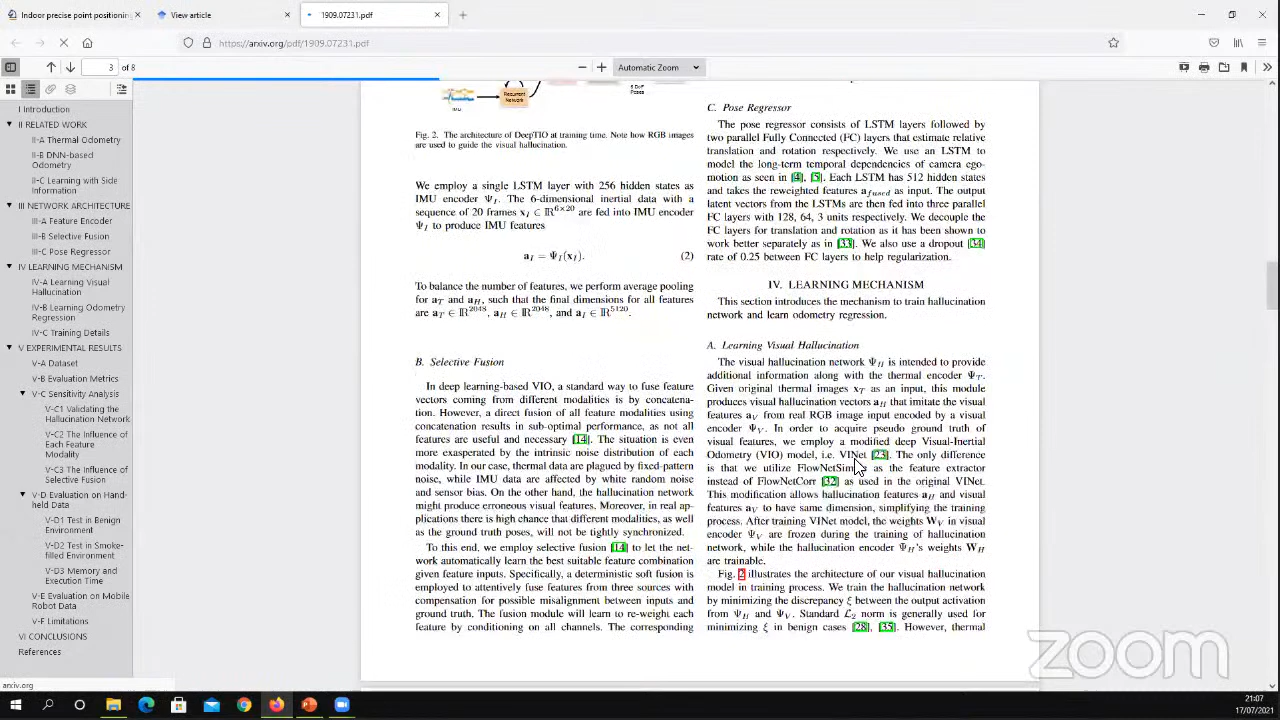 Indoor precise point positioning
View article
1909.07231.pdf
https://arxiv.org/pdf/1909.07231.pdf
3 of 8
Automatic Zoom
I Introduction
II RELATED WORK
II-A Thermal Odometry
II-B DNN-based
Odometry
II-C Learning with Side
Information
III NETWORK ARCHITECTURE
III-A Feature Encoder
III-B Selective Fusion
III-C Pose Regressor
IV LEARNING MECHANISM
IV-A Learning Visual
Hallucination
IV-B Learning Odometry
Regression
IV-C Training Details
V EXPERIMENTAL RESULTS
V-A Dataset
V-B Evaluation Metrics
V-C Sensitivity Analysis
V-C1 Validating the
Hallucination Network
V-C2 The Influence of
Each Feature
Modality
V-C3 The Influence of
Selective Fusion
V-D Evaluation on Hand-
held Data
V-D1 Test in Benign
Environment
V-D2 Test in Smoke-
filled Environment
V-D3 Memory and
Execution Time
V-E Evaluation on Mobile
Robot Data
V-F Limitations
VI CONCLUSIONS
References
arxiv.org
IMU
Recurrent
Network
Poses
Fig. 2. The architecture of DeepTIO at training time. Note how RGB images
are used to guide the visual hallucination.
We employ a single LSTM layer with 256 hidden states as
IMU encoder Ψ_I. The 6-dimensional inertial data with a
sequence of 20 frames x_I ∈ ℝ^{6×20} are fed into IMU encoder
Ψ_I to produce IMU features
a_I = Ψ_I(x_I). (2)
To balance the number of features, we perform average pooling
for a_T and a_H, such that the final dimensions for all features
are a_T ∈ ℝ^{2048}, a_H ∈ ℝ^{2048}, and a_I ∈ ℝ^{5120}.
B. Selective Fusion
In deep learning-based VIO, a standard way to fuse feature
vectors coming from different modalities is by concatena-
tion. However, a direct fusion of all feature modalities using
concatenation results in sub-optimal performance, as not all
features are useful and necessary [14]. The situation is even
more exasperated by the intrinsic noise distribution of each
modality. In our case, thermal data are plagued by fixed-pattern
noise, while IMU data are affected by white random noise
and sensor bias. On the other hand, the hallucination network
might produce erroneous visual features. Moreover, in real ap-
plications there is high chance that different modalities, as well
as the ground truth poses, will not be tightly synchronized.
To this end, we employ selective fusion [14] to let the net-
work automatically learn the best suitable feature combination
given feature inputs. Specifically, a deterministic soft fusion is
employed to attentively fuse features from three sources with
compensation for possible misalignment between inputs and
ground truth. The fusion module will learn to re-weight each
feature by conditioning on all channels. The corresponding
C. Pose Regressor
The pose regressor consists of LSTM layers followed by
two parallel Fully Connected (FC) layers that estimate relative
translation and rotation respectively. We use an LSTM to
model the long-term temporal dependencies of camera ego-
motion as seen in [4], [5]. Each LSTM has 512 hidden states
and takes the reweighted features a_{fused} as input. The output
latent vectors from the LSTMs are then fed into three parallel
FC layers with 128, 64, 3 units respectively. We decouple the
FC layers for translation and rotation as it has been shown to
work better separately as in [33]. We also use a dropout [34]
rate of 0.25 between FC layers to help regularization.
IV. LEARNING MECHANISM
This section introduces the mechanism to train hallucination
network and learn odometry regression.
A. Learning Visual Hallucination
The visual hallucination network Ψ_H is intended to provide
additional information along with the thermal encoder Ψ_T.
Given original thermal images x_T as an input, this module
produces visual hallucination vectors a_H that imitate the visual
features a_V from real RGB image input encoded by a visual
encoder Ψ_V. In order to acquire pseudo ground truth of
visual features, we employ a modified deep Visual-Inertial
Odometry (VIO) model, i.e. VINet [23]. The only difference
is that we utilize FlowNetSimple as the feature extractor
instead of FlowNetCorr [32] as used in the original VINet.
This modification allows hallucination features a_H and visual
features a_V to have same dimension, simplifying the training
process. After training VINet model, the weights W_V in visual
encoder Ψ_V are frozen during the training of hallucination
network, while the hallucination encoder Ψ_H's weights W_H
are trainable.
Fig. 2 illustrates the architecture of our visual hallucination
model in training process. We train the hallucination network
by minimizing the discrepancy ξ between the output activation
from Ψ_H and Ψ_V. Standard L_2 norm is generally used for
minimizing ξ in benign cases [28], [35]. However, thermal
zoom
21:07
17/07/2021